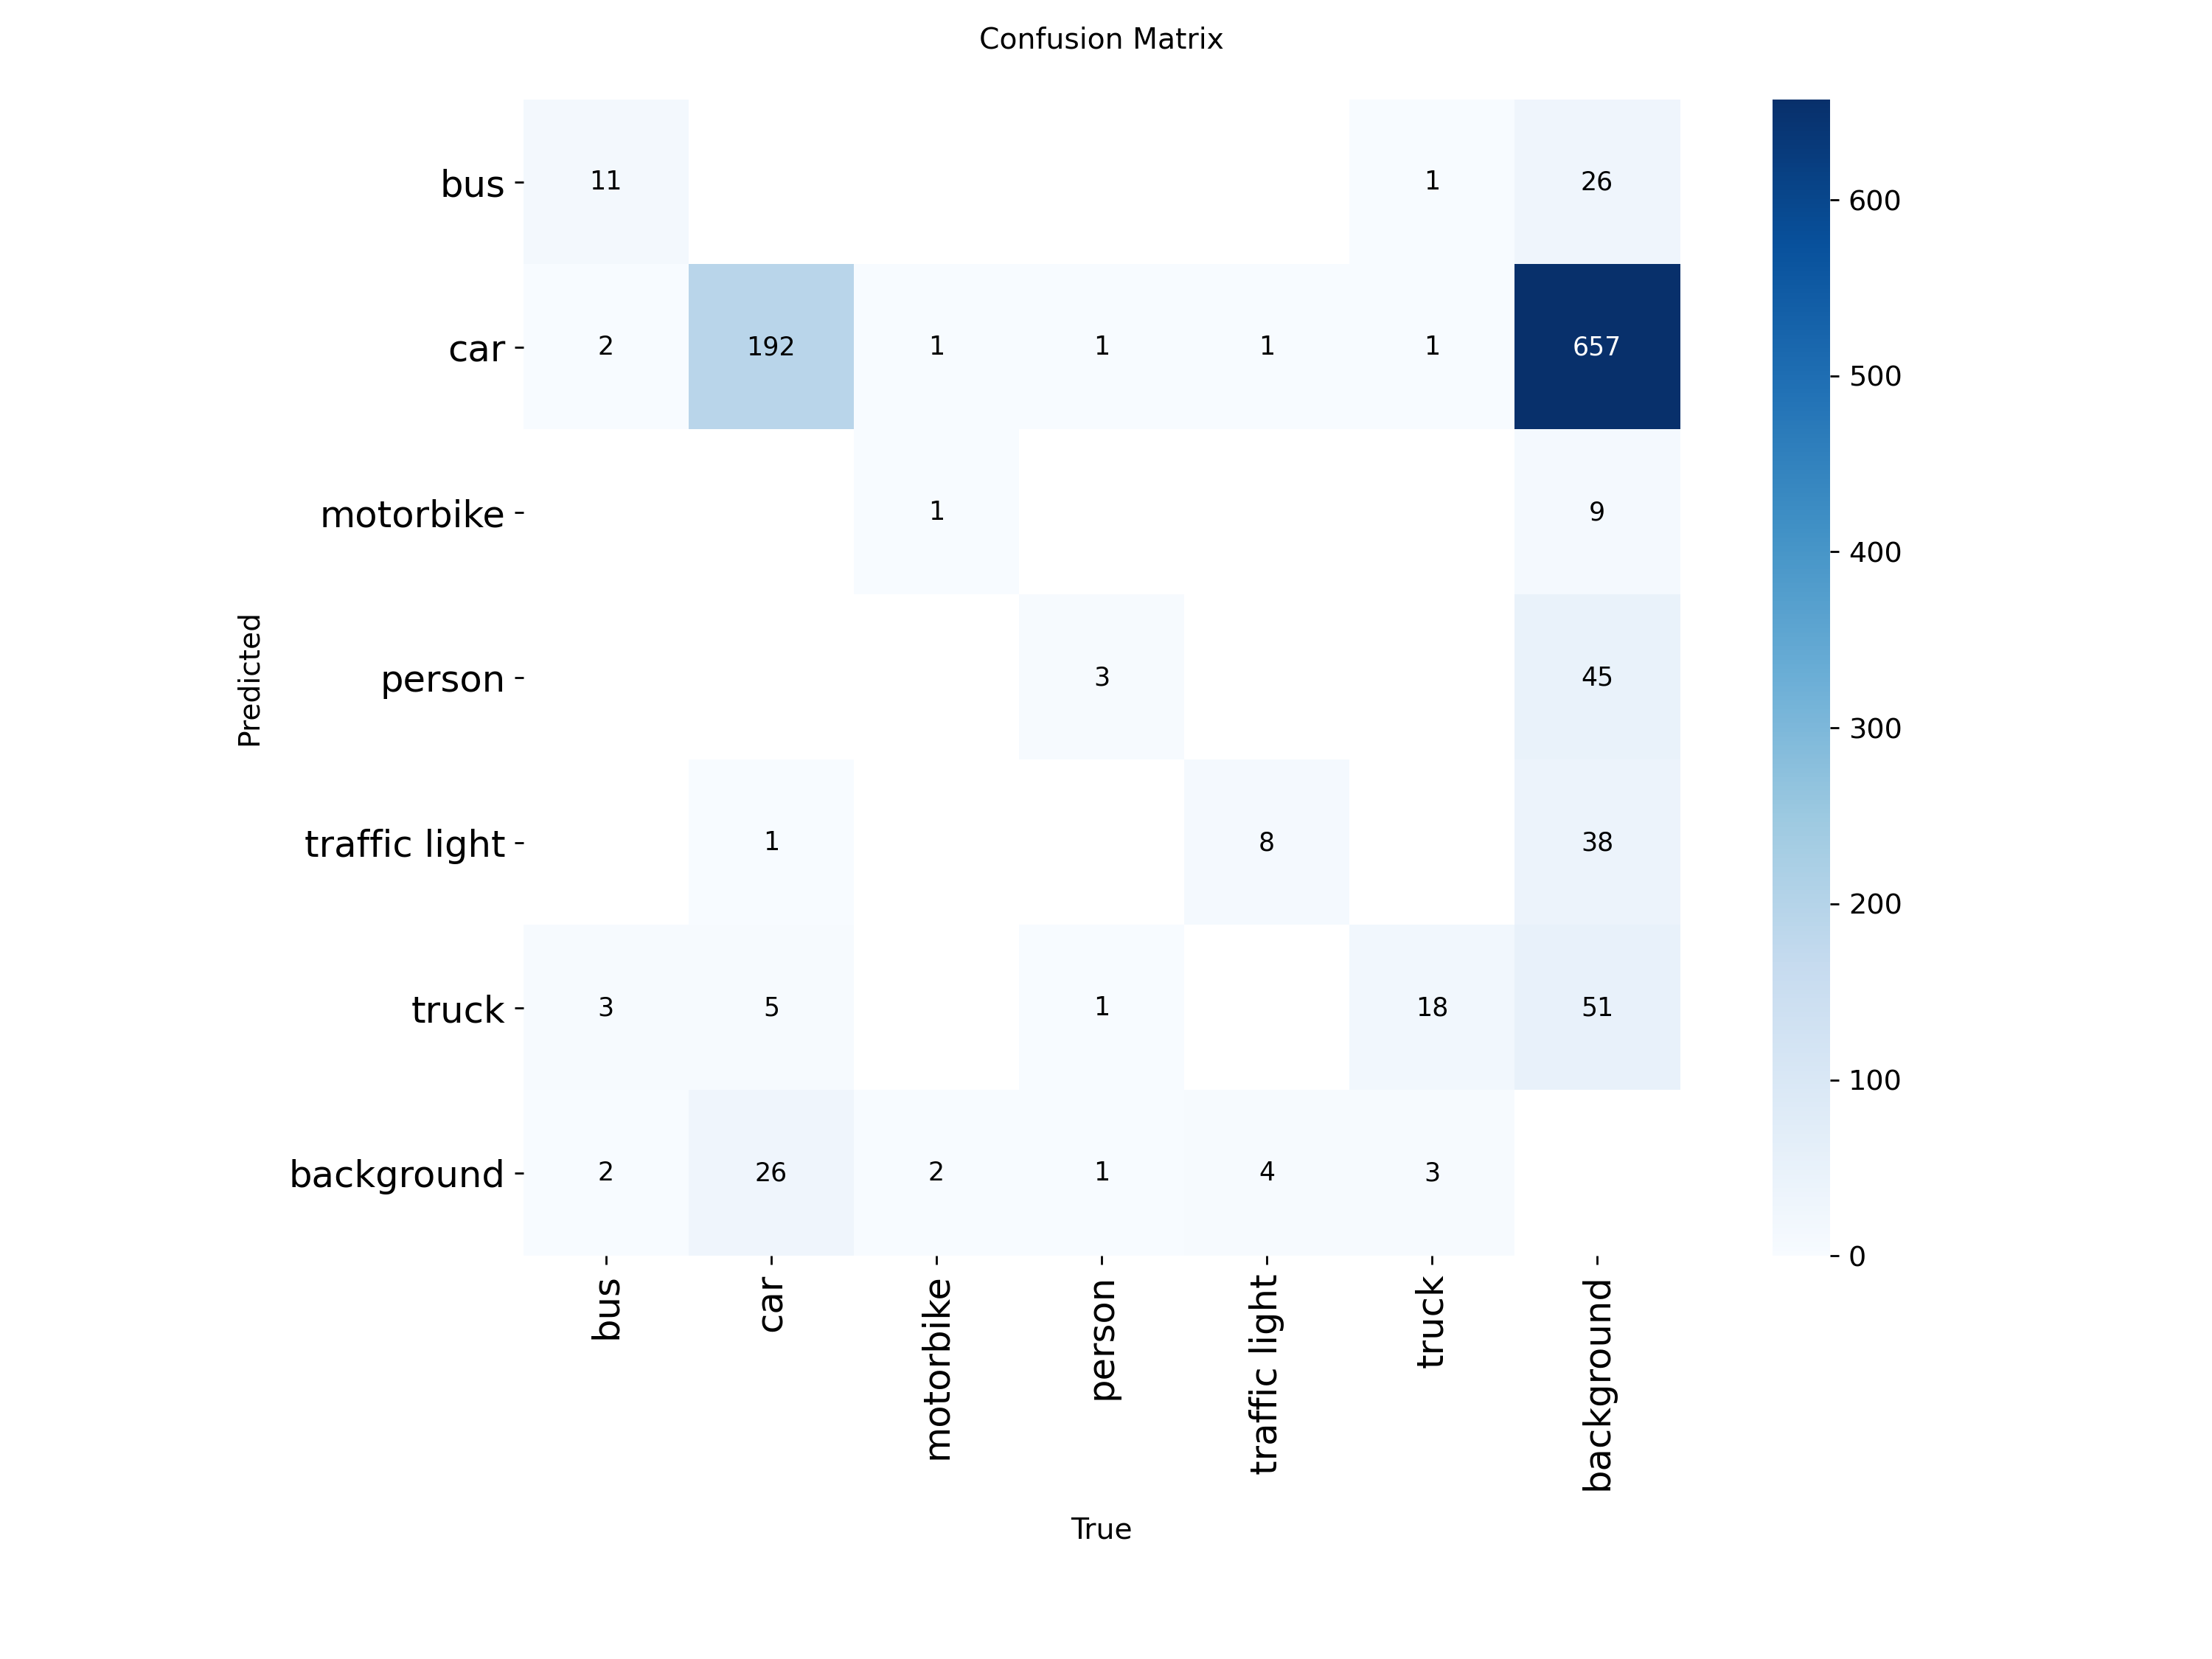 Confusion Matrix
bus
11
1
26
600
car
2
192
1
1
1
1
657
500
motorbike
1
9
400
Predicted
person
3
45
300
traffic light
1
8
38
200
truck
3
5
1
18
51
100
background
2
26
2
1
4
3
0
bus
car
motorbike
person
traffic light
truck
background
True